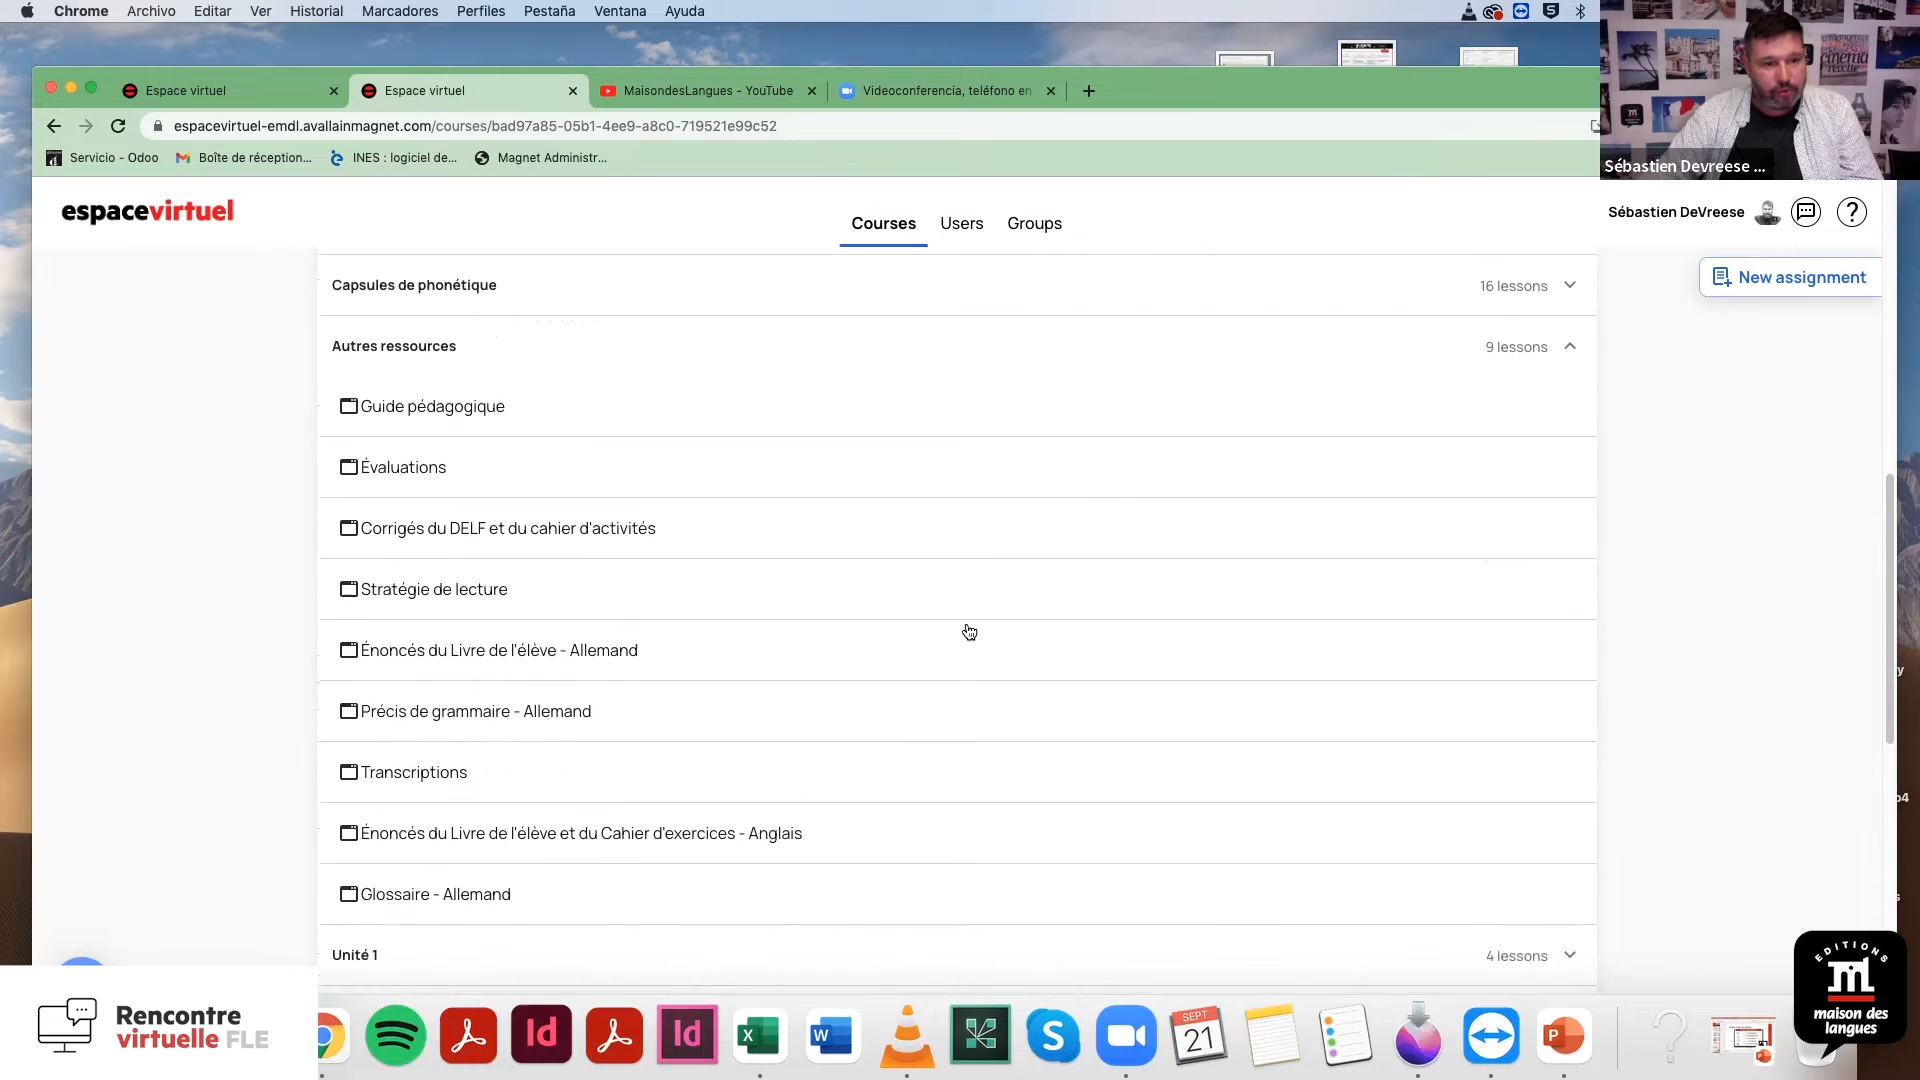 Chrome Archivo Editar Ver Historial Marcadores Perfiles Pestaña Ventana Ayuda
Espace virtuel
Espace virtuel
MaisondesLangues - YouTube
Videoconferencia, teléfono en
espacevirtuel-emdl.avallainmagnet.com/courses/bad97a85-05b1-4ee9-a8c0-719521e99c52
Servicio - Odoo
Boîte de réception...
INES : logiciel de...
Magnet Administr...
Sébastien Devreese ...
espacevirtuel
Courses Users Groups
Sébastien DeVreese
New assignment
Capsules de phonétique
16 lessons
Autres ressources
9 lessons
Guide pédagogique
Évaluations
Corrigés du DELF et du cahier d'activités
Stratégie de lecture
Énoncés du Livre de l'élève - Allemand
Précis de grammaire - Allemand
Transcriptions
Énoncés du Livre de l'élève et du Cahier d'exercices - Anglais
Glossaire - Allemand
Unité 1
4 lessons
Rencontre
virtuelle FLE
Id
Id
SEPT
21
EDITIONS
maison des
langues